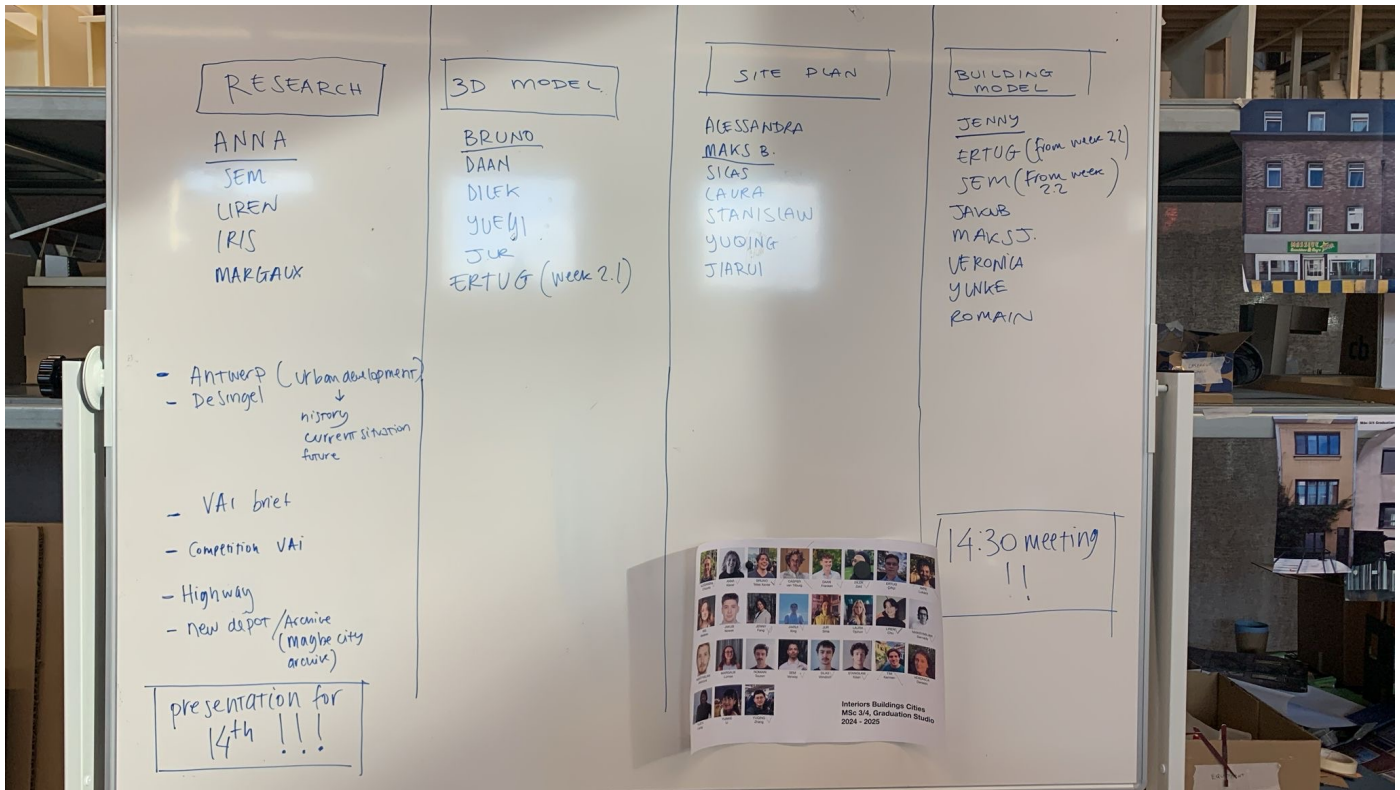 RESEARCH
ANNA
SEM
LIREN
IRIS
MARGAUX
- Antwerp (urban development)
↓
history
current situation
future
- DeSingel
- VAi brief
- Competition VAi
- Highway
- new depot / Archive
(maybe city
archive)
presentation for
14th !!!
3D MODEL
BRUNO
DAAN
DILEK
YUEYI
JUR
ERTUG (week 2.1)
SITE PLAN
ALESSANDRA
MAKS B.
SILAS
LAURA
STANISLAW
YUQING
JIARUI
BUILDING
MODEL
JENNY
ERTUG (from week 2.2)
SEM (from week
2.2
)
JAKUB
MAKS J.
VERONICA
YUNKE
ROMAIN
14:30 meeting
!!
Interiors Buildings Cities
MSc 3/4, Graduation Studio
2024 - 2025
MASSIVE
cb